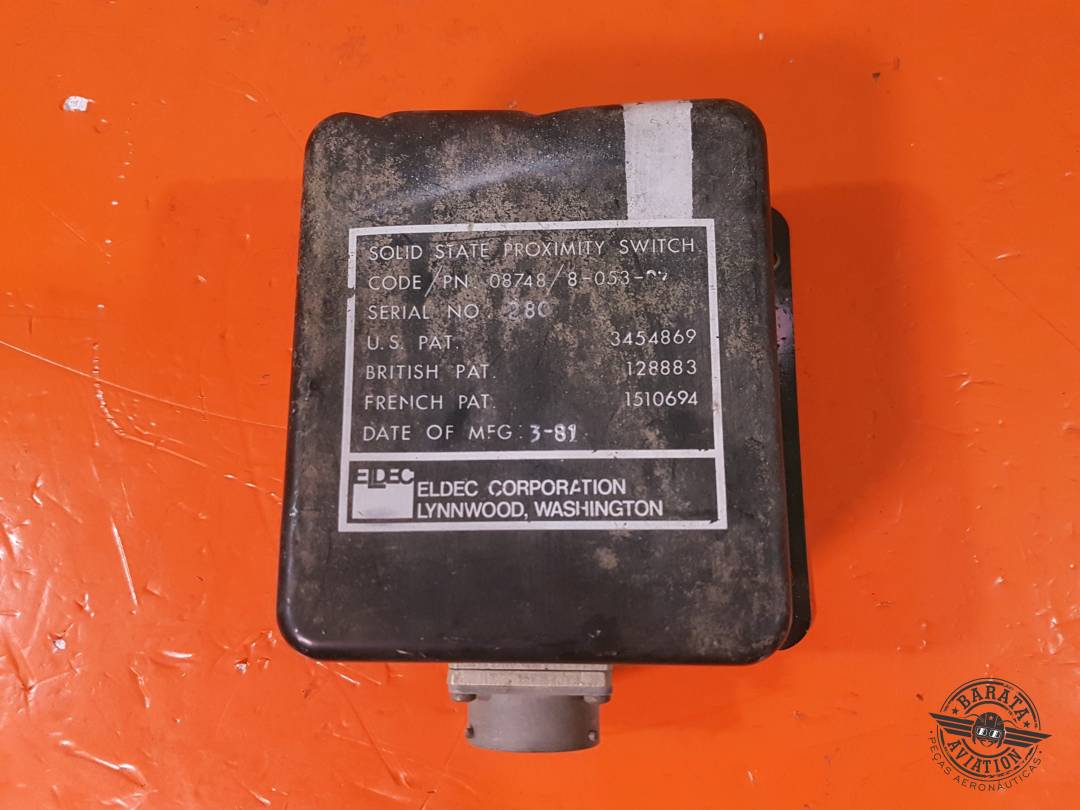 SOLID STATE PROXIMITY SWITCH
CODE/PN 08748/8-053-
SERIAL NO. 280
U.S. PAT. 3454869
BRITISH PAT. 128883
FRENCH PAT. 1510694
DATE OF MFG: 3-81
ELDEC
ELDEC CORPORATION
LYNNWOOD, WASHINGTON
BARATA
AVIATION
PEÇAS AERONÁUTICAS